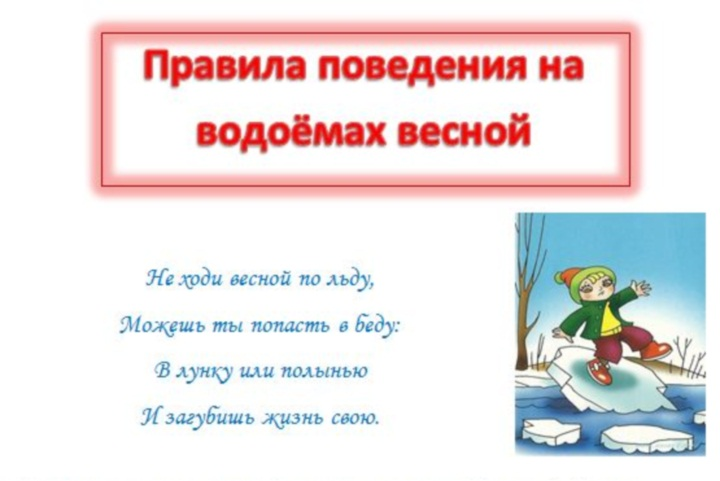 Правила поведения на
водоёмах весной
Не ходи весной по льду,
Можешь ты попасть в беду:
В лунку или полынью
И загубишь жизнь свою.